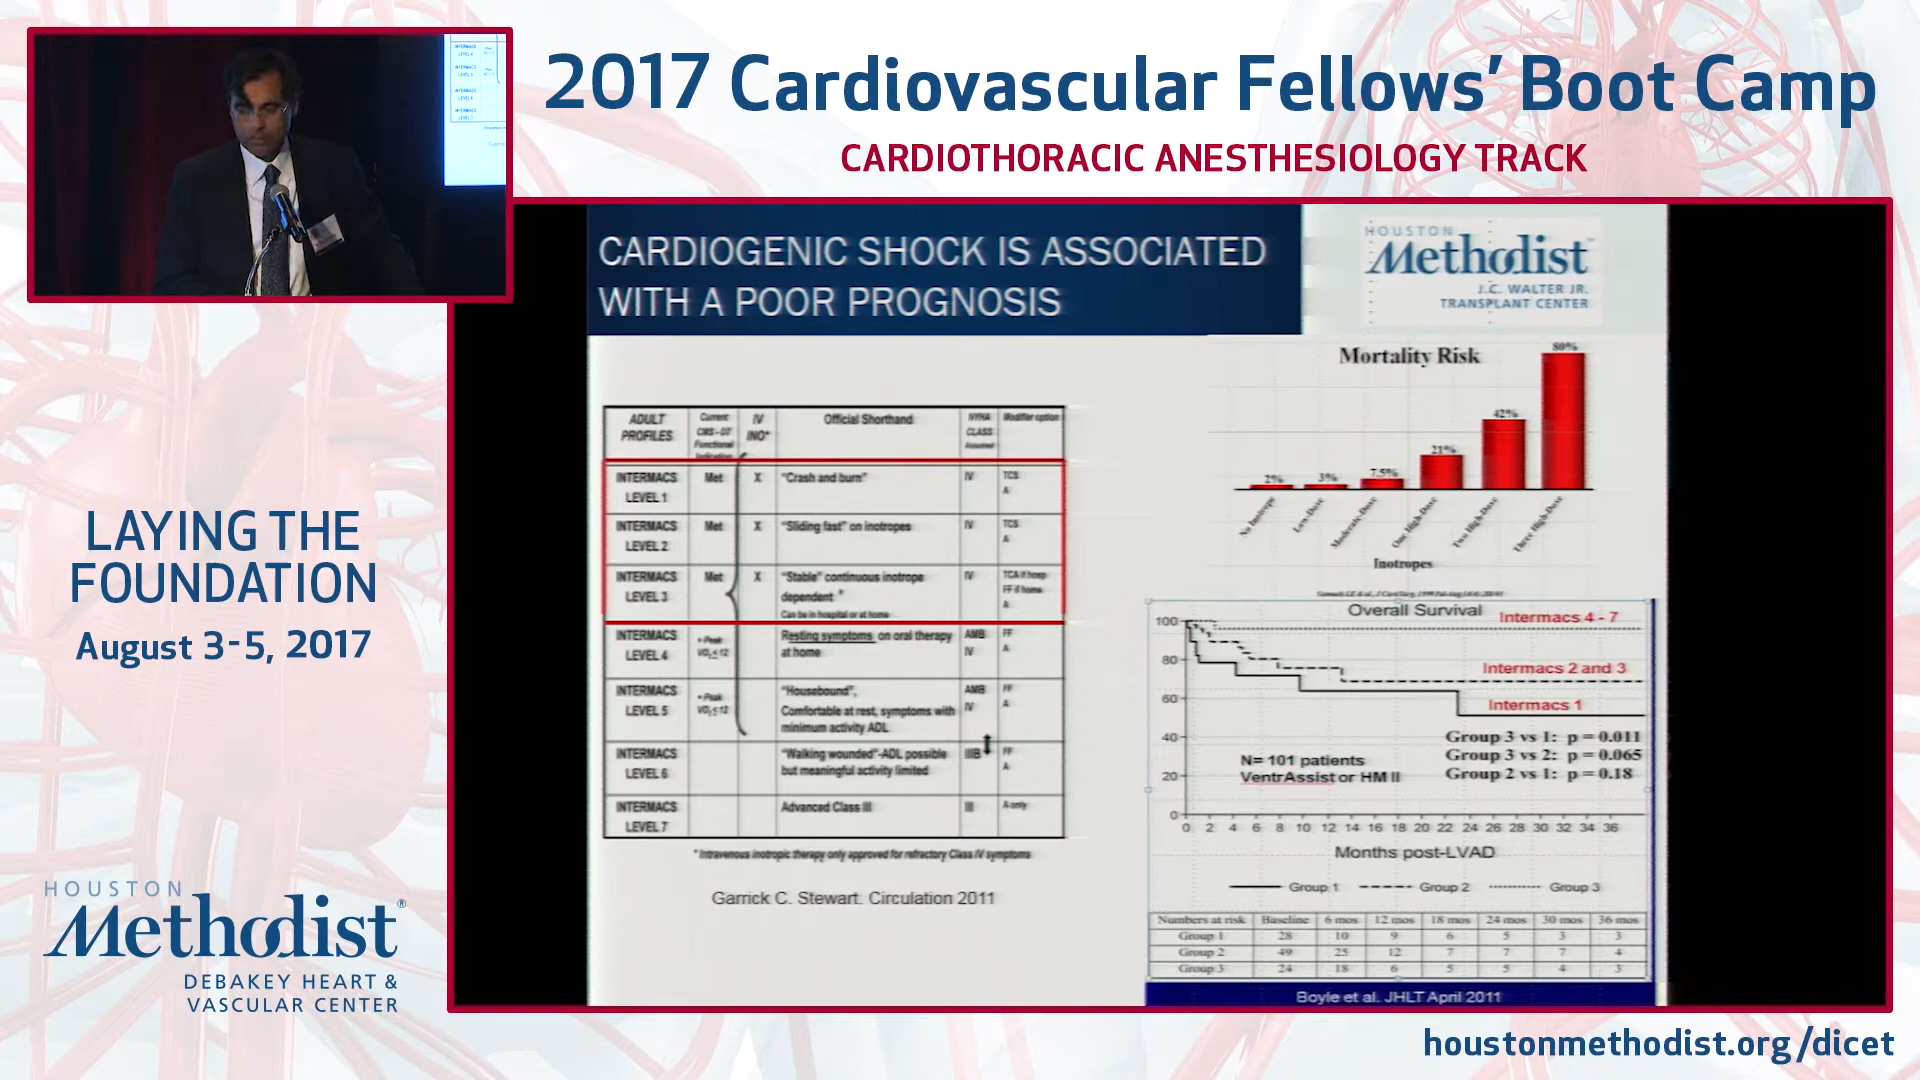 2017 Cardiovascular Fellows’ Boot Camp
CARDIOTHORACIC ANESTHESIOLOGY TRACK
LAYING THE
FOUNDATION
August 3-5, 2017
HOUSTON
Methodist®
DEBAKEY HEART &
VASCULAR CENTER
CARDIOGENIC SHOCK IS ASSOCIATED
WITH A POOR PROGNOSIS
HOUSTON
Methodist
J.C. WALTER JR.
TRANSPLANT CENTER
ADULT PROFILES | Current CMS-DT Functional Indication | IV INO* | Official Shorthand | NYHA CLASS Assumed | Modifier option
INTERMACS LEVEL 1 | Met | X | "Crash and burn" | IV | TCS A
INTERMACS LEVEL 2 | Met | X | "Sliding fast" on inotropes | IV | TCS A
INTERMACS LEVEL 3 | Met | X | "Stable" continuous inotrope dependent * Can be in hospital or at home | IV | TCA if hosp FF if home A
INTERMACS LEVEL 4 | + Peak VO₂ ≤ 12 | Resting symptoms on oral therapy at home | AMB IV | FF A
INTERMACS LEVEL 5 | + Peak VO₂ ≤ 12 | "Housebound", Comfortable at rest, symptoms with minimum activity ADL | AMB IV | FF A
INTERMACS LEVEL 6 | "Walking wounded"-ADL possible but meaningful activity limited | IIIB | FF A
INTERMACS LEVEL 7 | Advanced Class III | III | A only
* Intravenous inotropic therapy only approved for refractory Class IV symptoms
Garrick C. Stewart. Circulation 2011
Mortality Risk
2% 3% 7.5% 21% 42% 80%
No Inotrope Low-Dose Moderate-Dose One High-Dose Two High-Dose Three High-Dose
Inotropes
Overall Survival
Intermacs 4 - 7
Intermacs 2 and 3
Intermacs 1
100
80
60
40
20
0
Group 3 vs 1: p = 0.011
Group 3 vs 2: p = 0.065
Group 2 vs 1: p = 0.18
N= 101 patients
VentrAssist or HM II
0 2 4 6 8 10 12 14 16 18 20 22 24 26 28 30 32 34 36
Months post-LVAD
Group 1 Group 2 Group 3
Numbers at risk | Baseline | 6 mos | 12 mos | 18 mos | 24 mos | 30 mos | 36 mos
Group 1 | 28 | 10 | 9 | 6 | 5 | 3 | 3
Group 2 | 49 | 25 | 12 | 7 | 7 | 7 | 4
Group 3 | 24 | 18 | 6 | 5 | 5 | 4 | 3
Boyle et al. JHLT April 2011
houstonmethodist.org/dicet